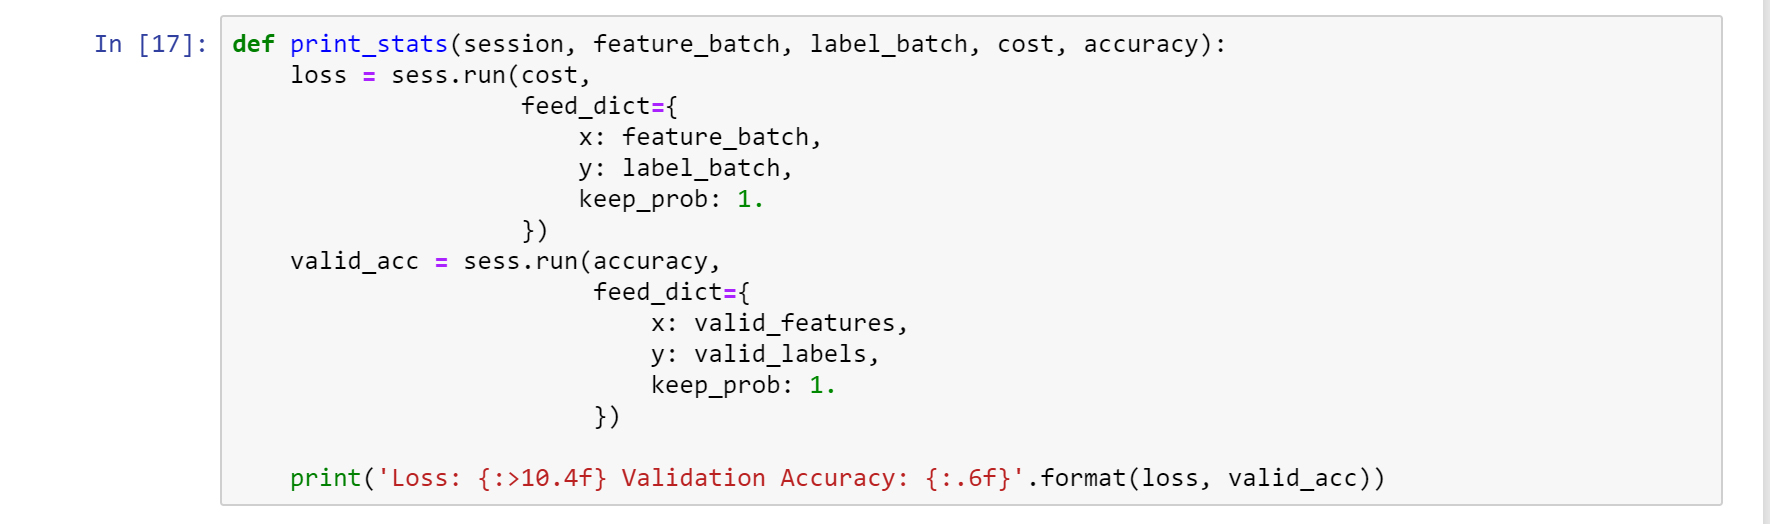 In [17]: def print_stats(session, feature_batch, label_batch, cost, accuracy):
    loss = sess.run(cost,
                    feed_dict={
                        x: feature_batch,
                        y: label_batch,
                        keep_prob: 1.
                    })
    valid_acc = sess.run(accuracy,
                         feed_dict={
                             x: valid_features,
                             y: valid_labels,
                             keep_prob: 1.
                         })
    print('Loss: {:>10.4f} Validation Accuracy: {:.6f}'.format(loss, valid_acc))